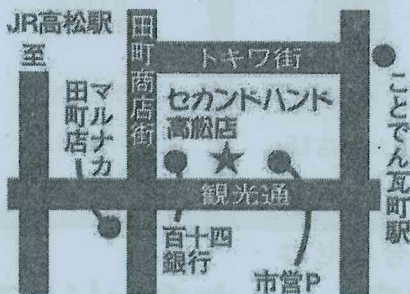 JR高松駅
至
田町商店街
トキワ街
ことでん瓦町駅
マルナカ
田町店
セカンドハンド
高松店
観光通
百十四
銀行
市営P